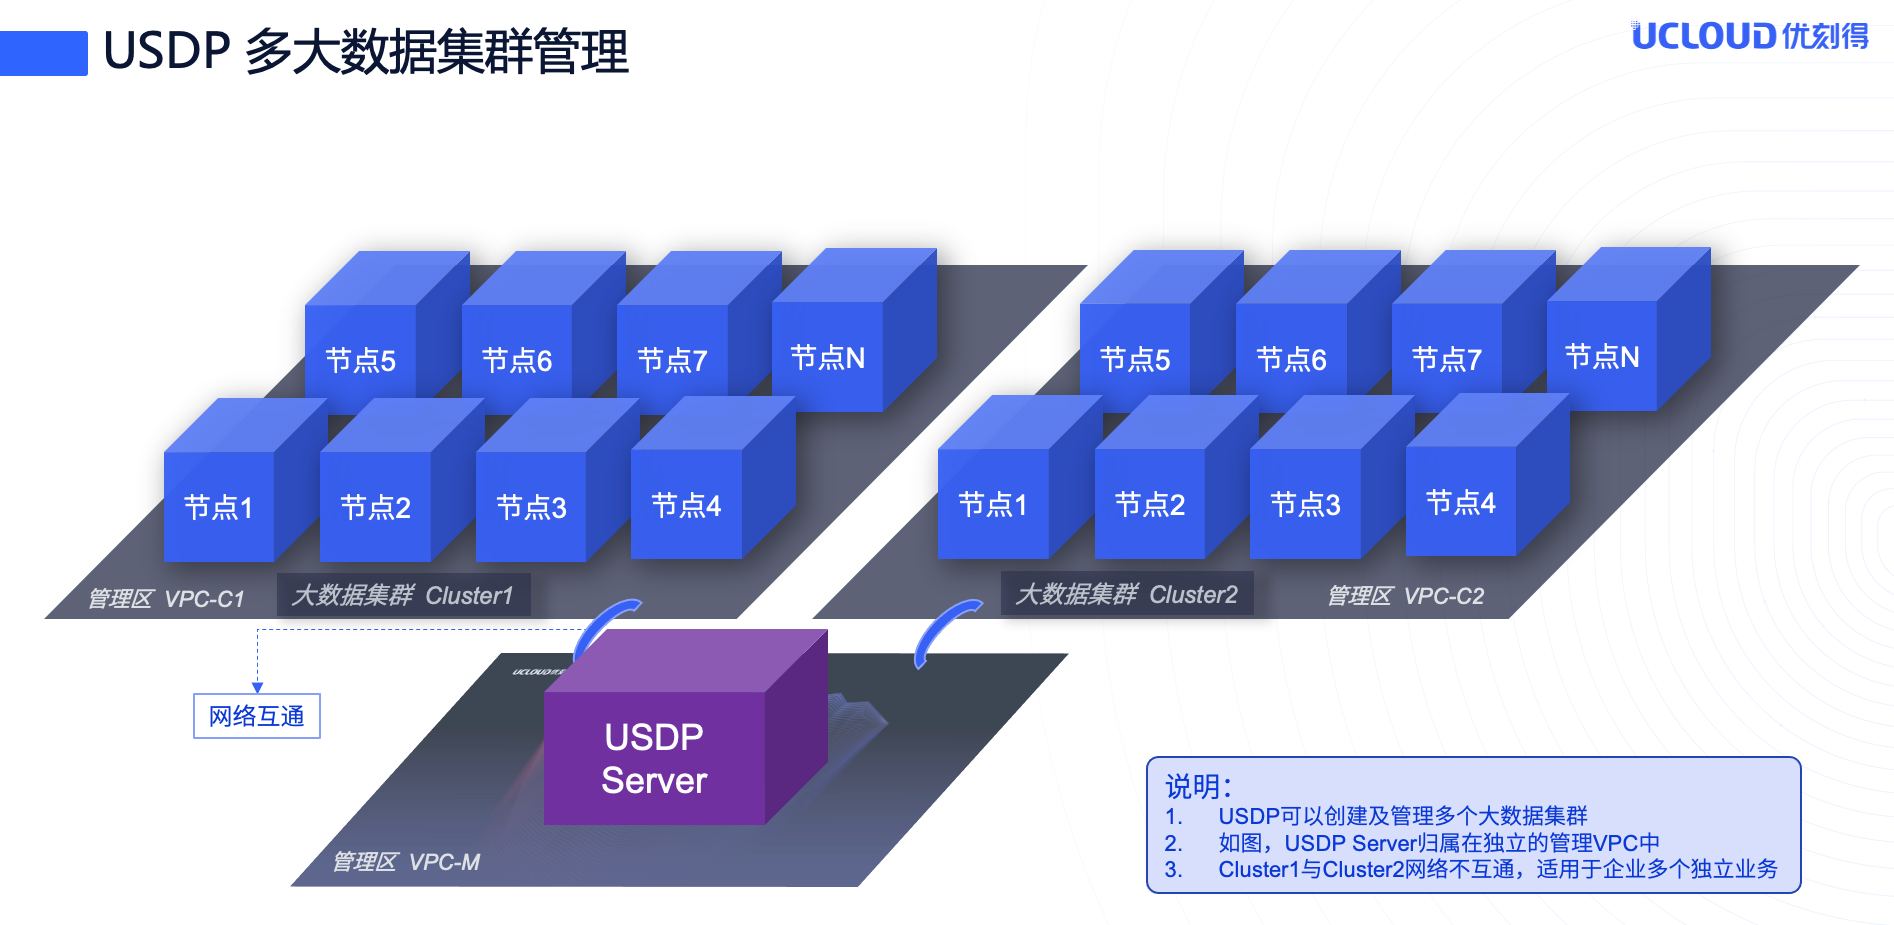 USDP 多大数据集群管理
UCLOUD 优刻得
节点5
节点6
节点7
节点N
节点1
节点2
节点3
节点4
管理区 VPC-C1
大数据集群 Cluster1
节点5
节点6
节点7
节点N
节点1
节点2
节点3
节点4
大数据集群 Cluster2
管理区 VPC-C2
网络互通
UCLOUD
USDP
Server
管理区 VPC-M
说明：
1. USDP可以创建及管理多个大数据集群
2. 如图，USDP Server归属在独立的管理VPC中
3. Cluster1与Cluster2网络不互通，适用于企业多个独立业务